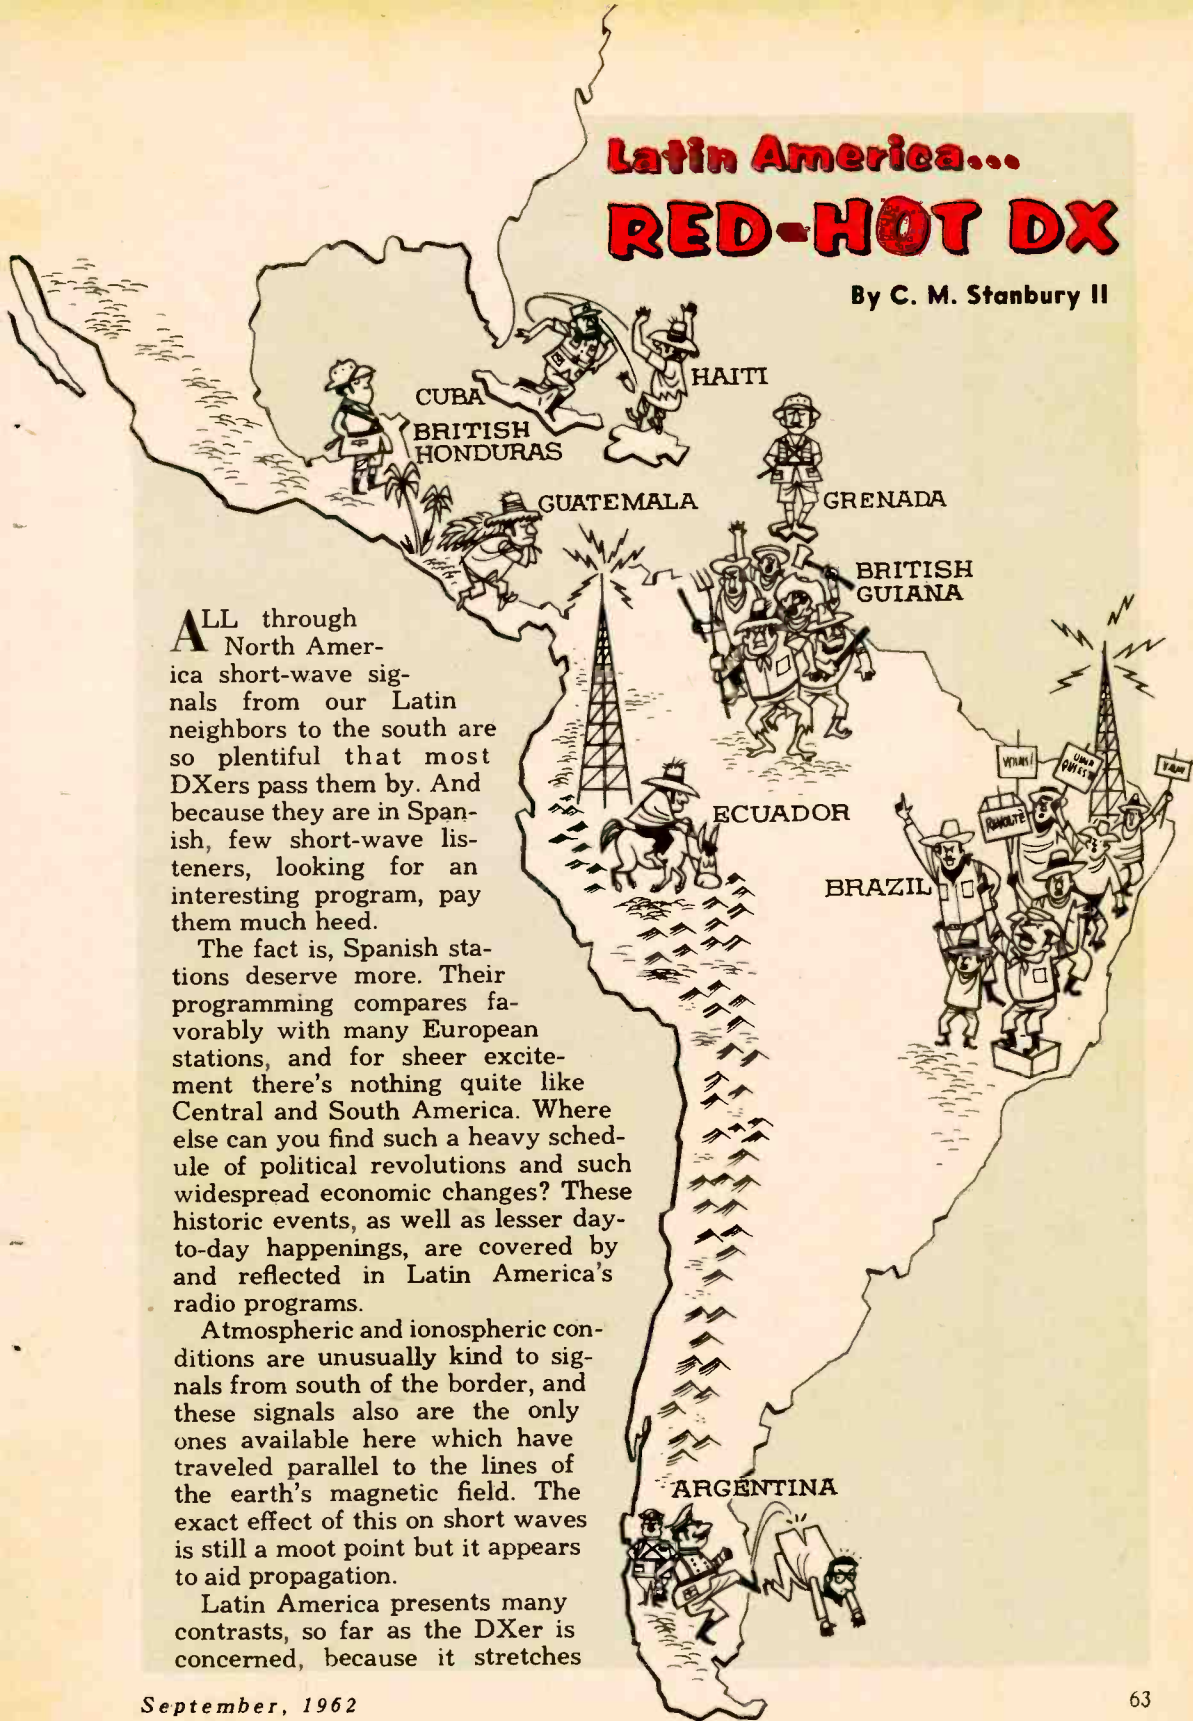 Latin America...
RED-HOT DX
By C. M. Stanbury II
CUBA
HAITI
BRITISH
HONDURAS
GUATEMALA
GRENADA
BRITISH
GUIANA
ECUADOR
BRAZIL
REVOLTE
ARGENTINA
ALL through
North Amer-
ica short-wave sig-
nals from our Latin
neighbors to the south are
so plentiful that most
DXers pass them by. And
because they are in Span-
ish, few short-wave lis-
teners, looking for an
interesting program, pay
them much heed.
The fact is, Spanish sta-
tions deserve more. Their
programming compares fa-
vorably with many European
stations, and for sheer excite-
ment there's nothing quite like
Central and South America. Where
else can you find such a heavy sched-
ule of political revolutions and such
widespread economic changes? These
historic events, as well as lesser day-
to-day happenings, are covered by
and reflected in Latin America's
radio programs.
Atmospheric and ionospheric con-
ditions are unusually kind to sig-
nals from south of the border, and
these signals also are the only
ones available here which have
traveled parallel to the lines of
the earth's magnetic field. The
exact effect of this on short waves
is still a moot point but it appears
to aid propagation.
Latin America presents many
contrasts, so far as the DXer is
concerned, because it stretches
September, 1962
63